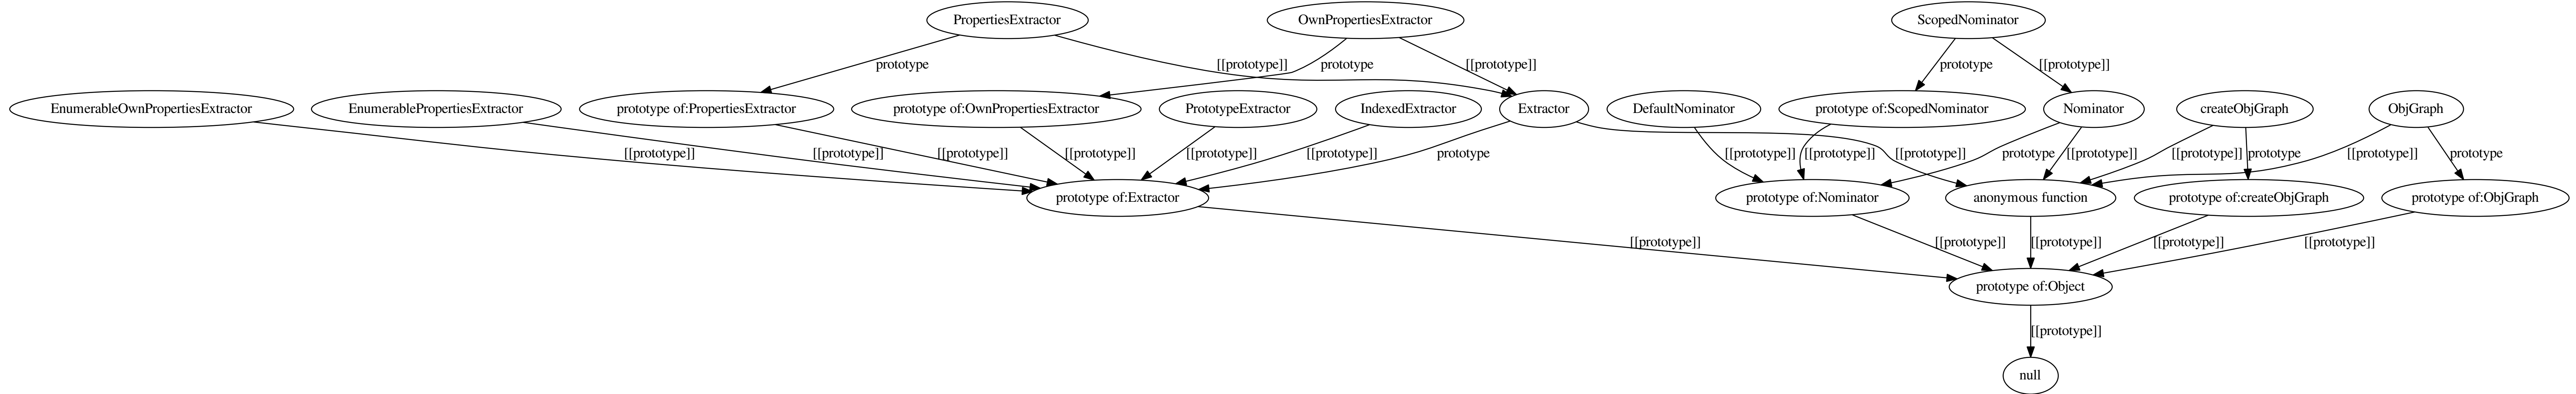 PropertiesExtractor
OwnPropertiesExtractor
ScopedNominator
prototype
[[prototype]]
prototype
[[prototype]]
prototype
[[prototype]]
EnumerableOwnPropertiesExtractor
EnumerablePropertiesExtractor
prototype of:PropertiesExtractor
prototype of:OwnPropertiesExtractor
PrototypeExtractor
IndexedExtractor
Extractor
DefaultNominator
prototype of:ScopedNominator
Nominator
createObjGraph
ObjGraph
[[prototype]]
[[prototype]]
[[prototype]]
[[prototype]]
[[prototype]]
[[prototype]]
prototype
[[prototype]]
[[prototype]]
[[prototype]]
prototype
[[prototype]]
[[prototype]]
prototype
[[prototype]]
prototype
prototype of:Extractor
prototype of:Nominator
anonymous function
prototype of:createObjGraph
prototype of:ObjGraph
[[prototype]]
[[prototype]]
[[prototype]]
[[prototype]]
[[prototype]]
prototype of:Object
[[prototype]]
null